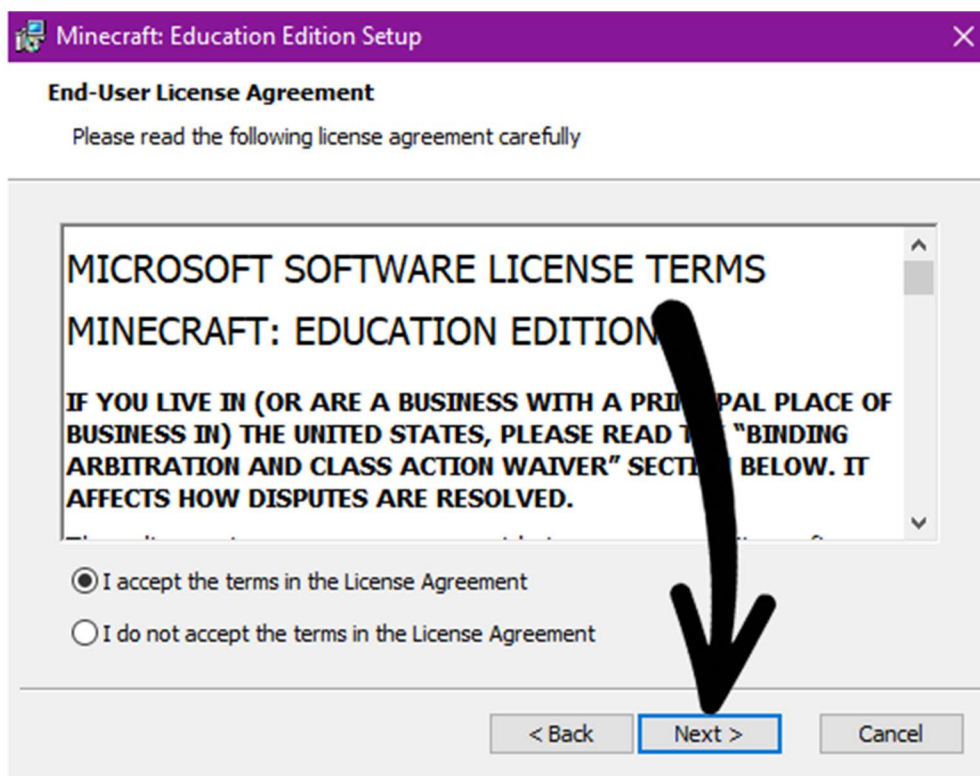 Minecraft: Education Edition Setup
End-User License Agreement
Please read the following license agreement carefully
MICROSOFT SOFTWARE LICENSE TERMS
MINECRAFT: EDUCATION EDITION
IF YOU LIVE IN (OR ARE A BUSINESS WITH A PRINCIPAL PLACE OF
BUSINESS IN) THE UNITED STATES, PLEASE READ THE “BINDING
ARBITRATION AND CLASS ACTION WAIVER” SECTION BELOW. IT
AFFECTS HOW DISPUTES ARE RESOLVED.
I accept the terms in the License Agreement
I do not accept the terms in the License Agreement
< Back
Next >
Cancel